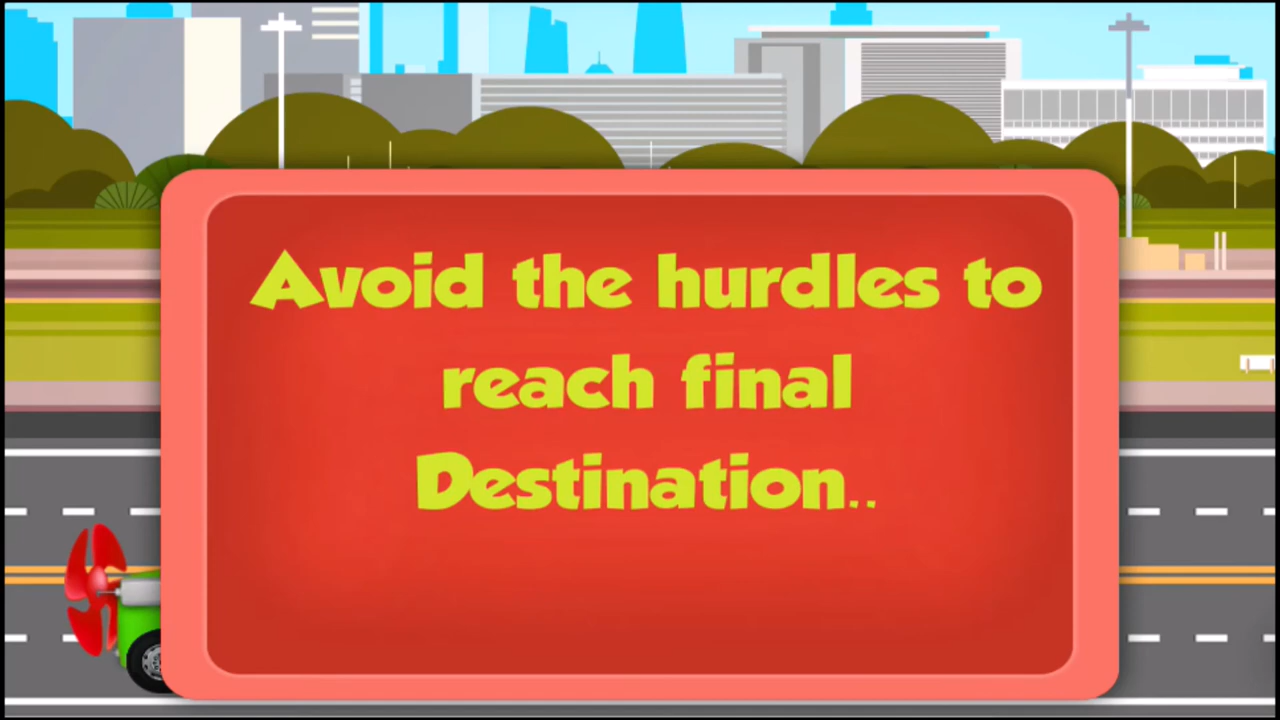 Avoid the hurdles to
reach final
Destination..